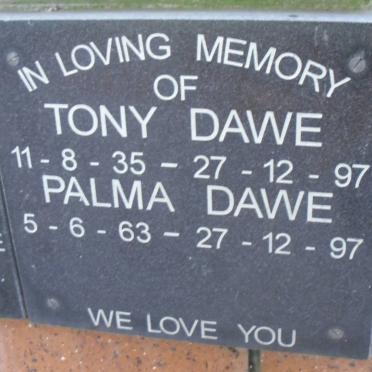 IN LOVING MEMORY
OF
TONY DAWE
11 - 8 - 35 - 27 - 12 - 97
PALMA DAWE
5 - 6 - 63 - 27 - 12 - 97
WE LOVE YOU